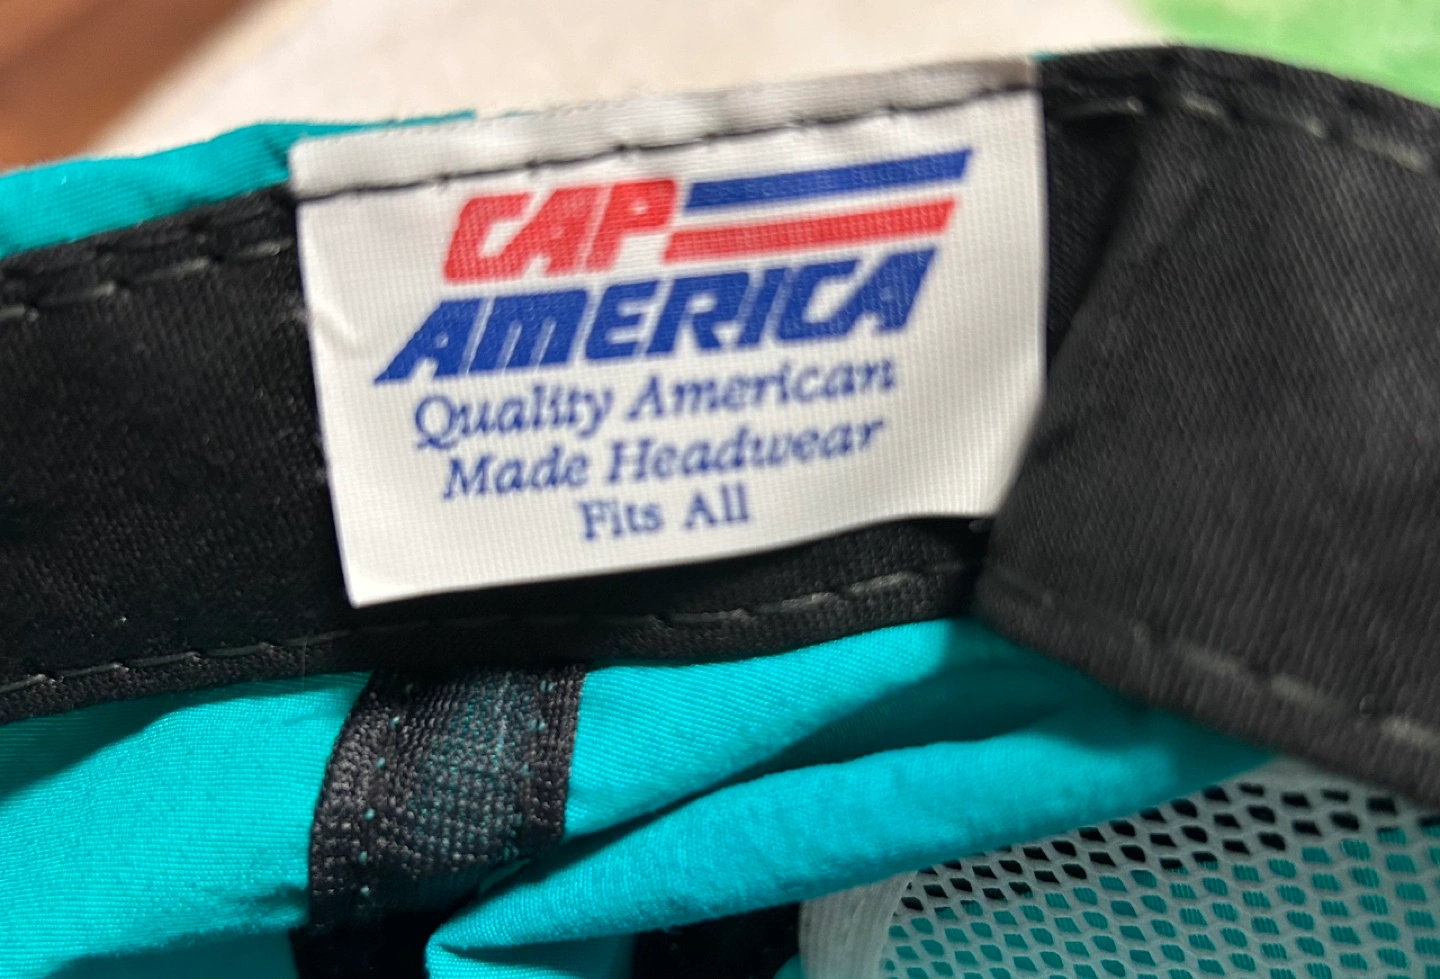 CAP
AMERICA
Quality American
Made Headwear
Fits All